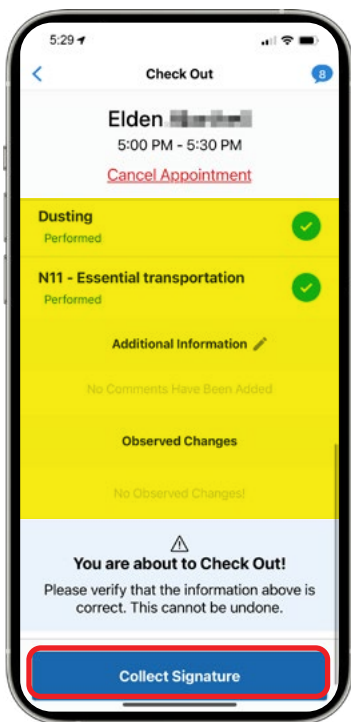 5:29
Check Out
8
Elden
5:00 PM - 5:30 PM
Cancel Appointment
Dusting
Performed
N11 - Essential transportation
Performed
Additional Information
No Comments Have Been Added
Observed Changes
No Observed Changes!
You are about to Check Out!
Please verify that the information above is
correct. This cannot be undone.
Collect Signature